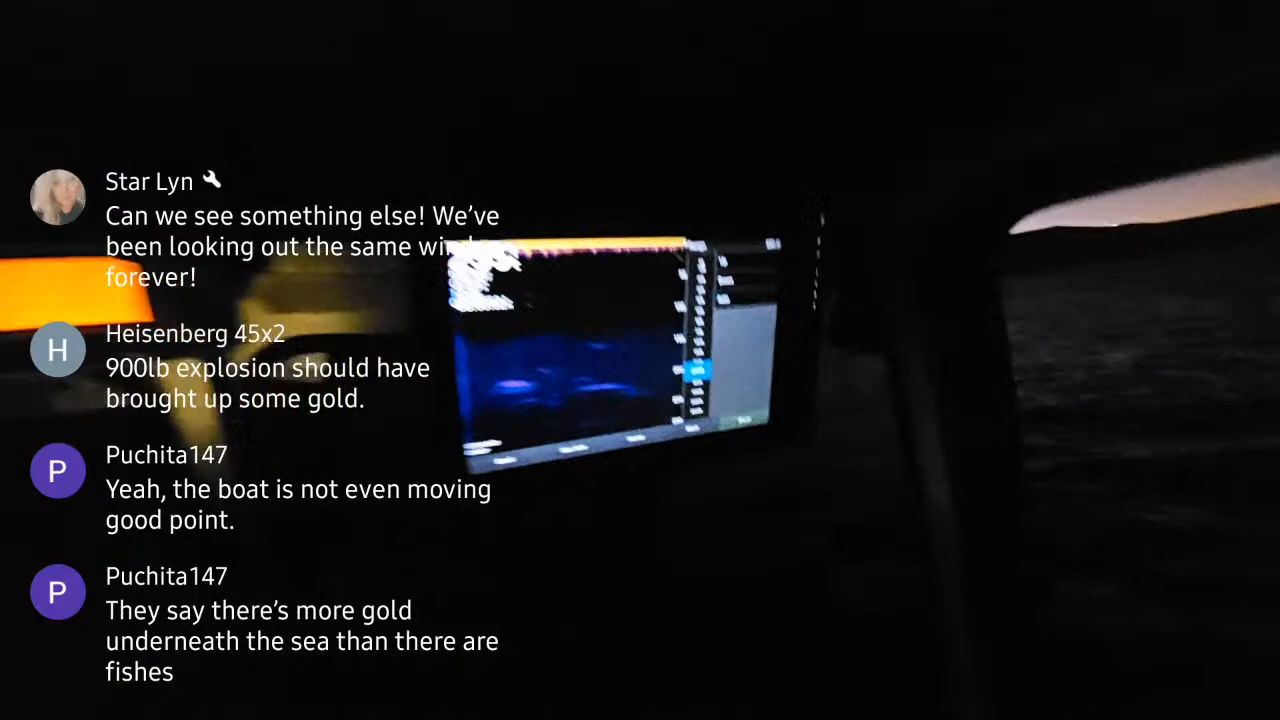 Star Lyn
Can we see something else! We've
been looking out the same
forever!
Heisenberg 45x2
900lb explosion should have
brought up some gold.
Puchita147
Yeah, the boat is not even moving
good point.
Puchita147
They say there's more gold
underneath the sea than there are
fishes
H
P
P